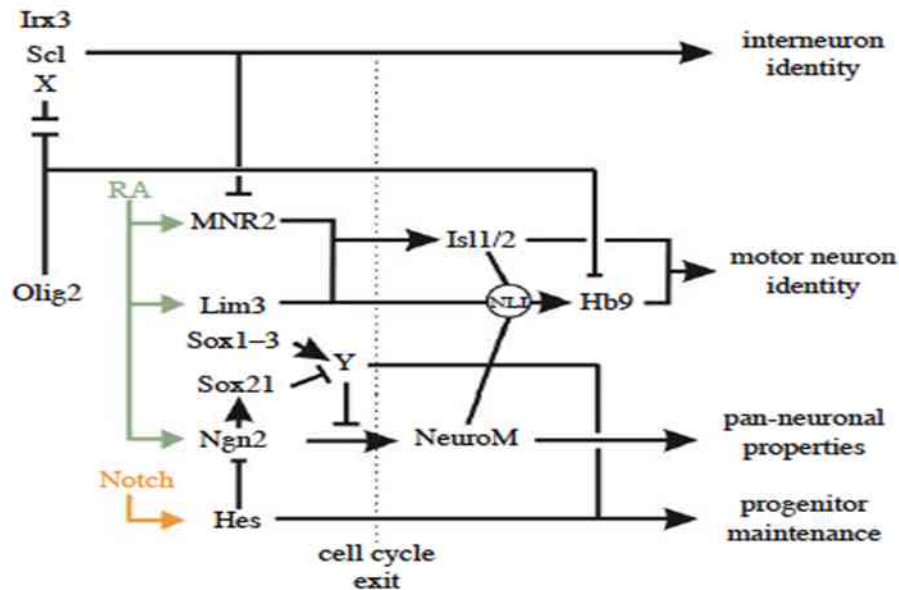 Irx3
Scl
X
interneuron
identity
RA
MNR2
Isl1/2
Olig2
Lim3
NLI
Hb9
motor neuron
identity
Sox1–3
Y
Sox21
Ngn2
NeuroM
pan-neuronal
properties
Notch
Hes
progenitor
maintenance
cell cycle
exit